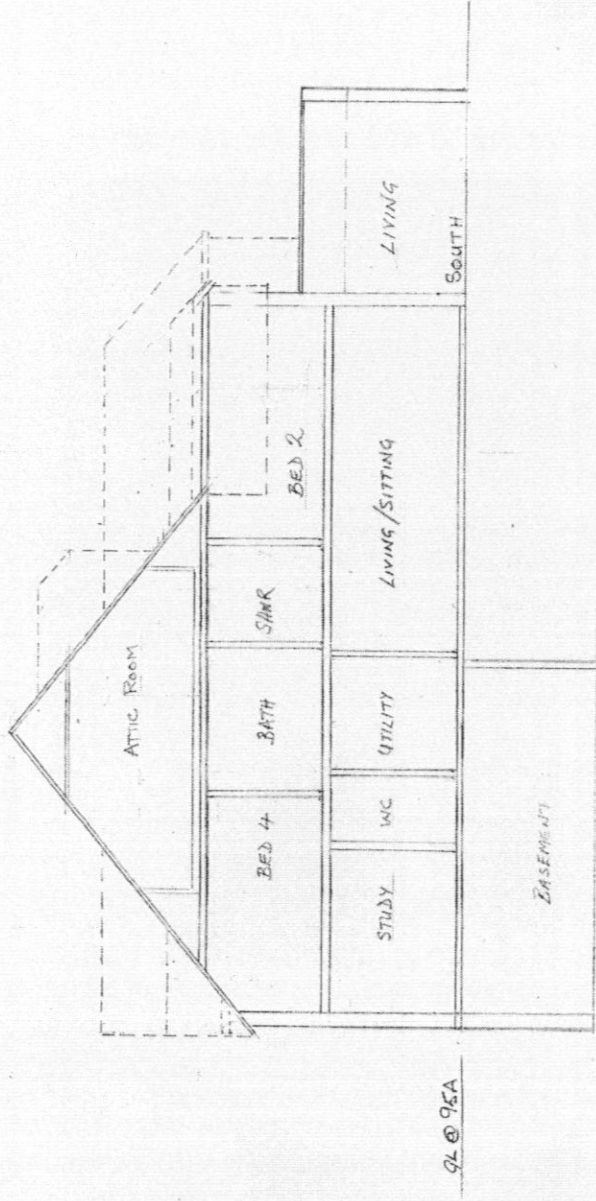 ATTIC ROOM
BED 4
BATH
SHWR
BED 2
STUDY
WC
UTILITY
LIVING/SITTING
LIVING
SOUTH
GL @ 95A
BASEMENT